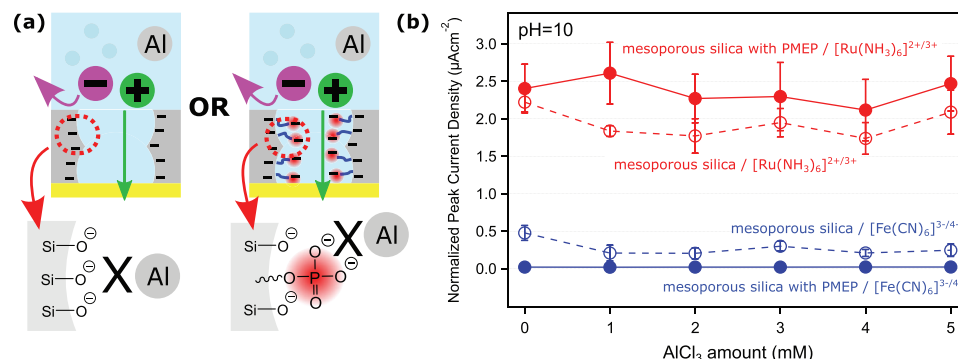 (a)
Al
− +
OR
Al
− +
Si—O⊖
Si—O⊖
Si—O⊖
X Al
Si—O⊖
O⊖
O—P—O⊖
O
Si—O⊖
X Al
(b)
pH=10
mesoporous silica with PMEP / [Ru(NH3)6]2+/3+
mesoporous silica / [Ru(NH3)6]2+/3+
mesoporous silica / [Fe(CN)6]3-/4-
mesoporous silica with PMEP / [Fe(CN)6]3-/4
Normalized Peak Current Density (μAcm-2)
3.0
2.5
2.0
1.5
1.0
0.5
0.0
0 1 2 3 4 5
AlCl3 amount (mM)